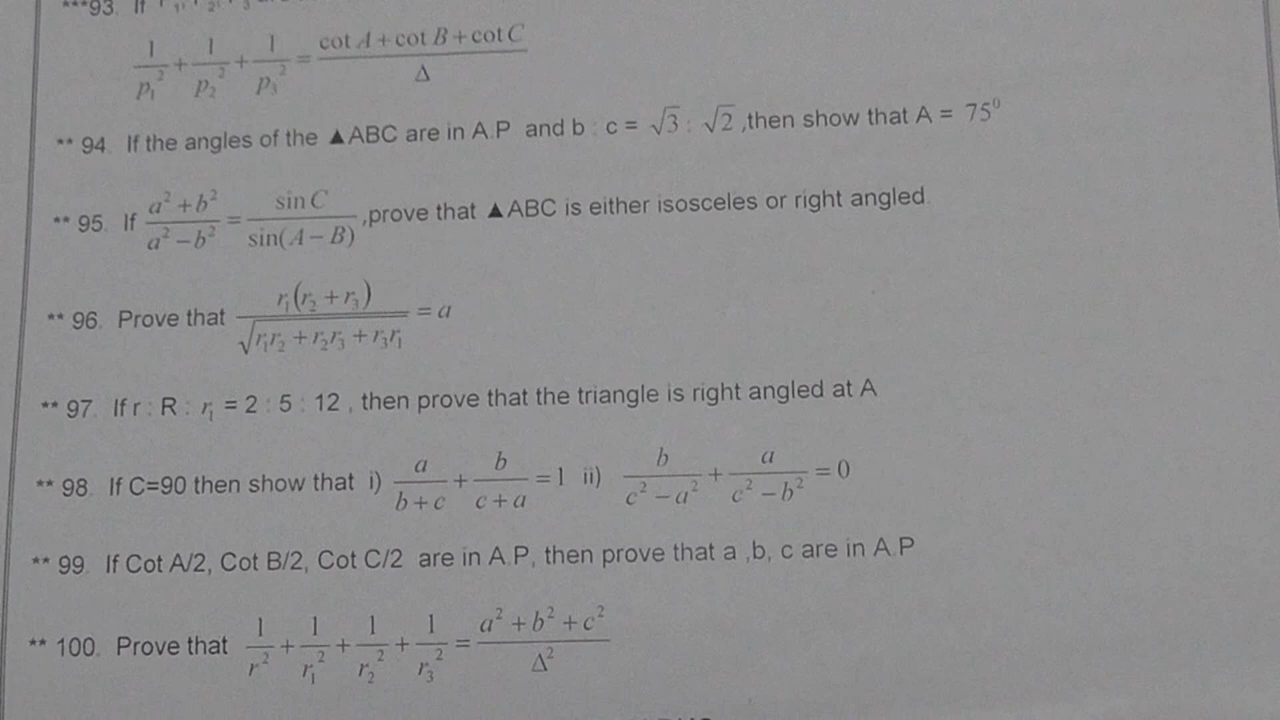 ***93. If
1/p₁² + 1/p₂² + 1/p₃² = (cot A + cot B + cot C)/Δ
** 94. If the angles of the ▲ABC are in A.P and b : c = √3 : √2 ,then show that A = 75⁰
** 95. If (a² + b²)/(a² − b²) = sin C/sin(A − B) ,prove that ▲ABC is either isosceles or right angled.
** 96. Prove that r₁(r₂ + r₃)/√(r₁r₂ + r₂r₃ + r₃r₁) = a
** 97. If r : R : r₁ = 2 : 5 : 12 , then prove that the triangle is right angled at A
** 98. If C=90 then show that i) a/(b + c) + b/(c + a) = 1 ii) b/(c² − a²) + a/(c² − b²) = 0
** 99. If Cot A/2, Cot B/2, Cot C/2 are in A.P, then prove that a ,b, c are in A.P
** 100. Prove that 1/r² + 1/r₁² + 1/r₂² + 1/r₃² = (a² + b² + c²)/Δ²